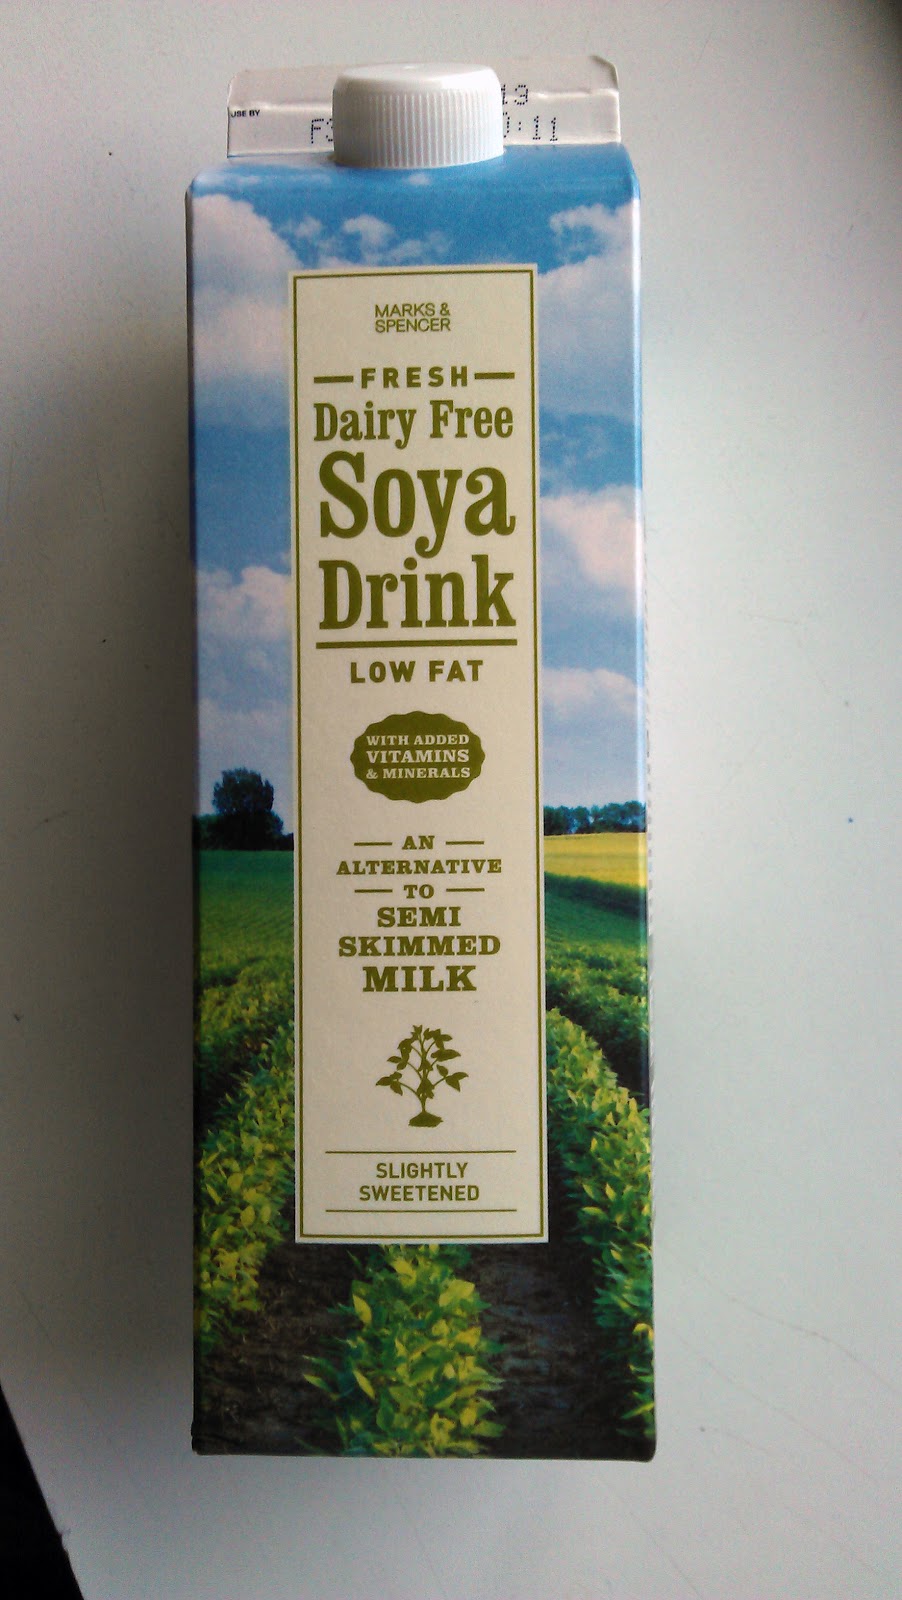 USE BY
MARKS &
SPENCER
FRESH
Dairy Free
Soya
Drink
LOW FAT
WITH ADDED
VITAMINS
& MINERALS
AN
ALTERNATIVE
TO
SEMI
SKIMMED
MILK
SLIGHTLY
SWEETENED